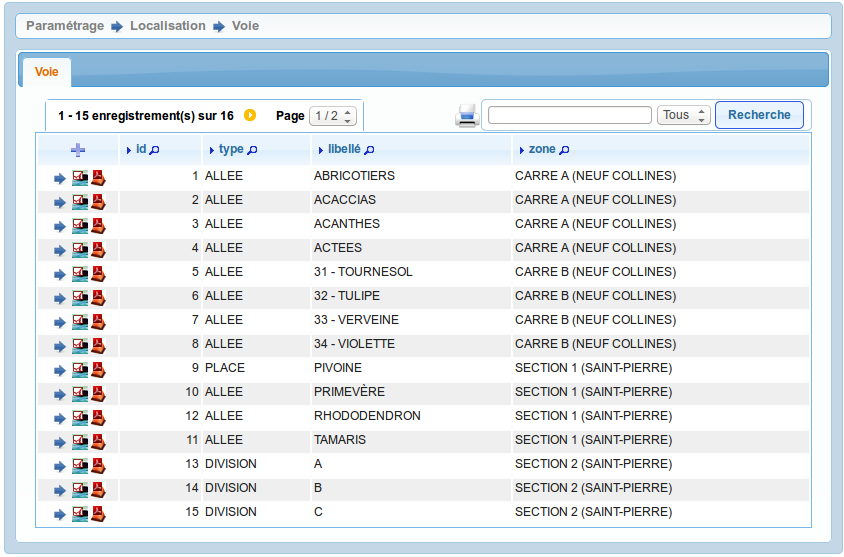 Paramétrage Localisation Voie
Voie
1 - 15 enregistrement(s) sur 16 Page 1 / 2 Tous Recherche
id type libellé zone
1 ALLEE ABRICOTIERS CARRE A (NEUF COLLINES)
2 ALLEE ACACCIAS CARRE A (NEUF COLLINES)
3 ALLEE ACANTHES CARRE A (NEUF COLLINES)
4 ALLEE ACTEES CARRE A (NEUF COLLINES)
5 ALLEE 31 - TOURNESOL CARRE B (NEUF COLLINES)
6 ALLEE 32 - TULIPE CARRE B (NEUF COLLINES)
7 ALLEE 33 - VERVEINE CARRE B (NEUF COLLINES)
8 ALLEE 34 - VIOLETTE CARRE B (NEUF COLLINES)
9 PLACE PIVOINE SECTION 1 (SAINT-PIERRE)
10 ALLEE PRIMEVÈRE SECTION 1 (SAINT-PIERRE)
12 ALLEE RHODODENDRON SECTION 1 (SAINT-PIERRE)
11 ALLEE TAMARIS SECTION 1 (SAINT-PIERRE)
13 DIVISION A SECTION 2 (SAINT-PIERRE)
14 DIVISION B SECTION 2 (SAINT-PIERRE)
15 DIVISION C SECTION 2 (SAINT-PIERRE)